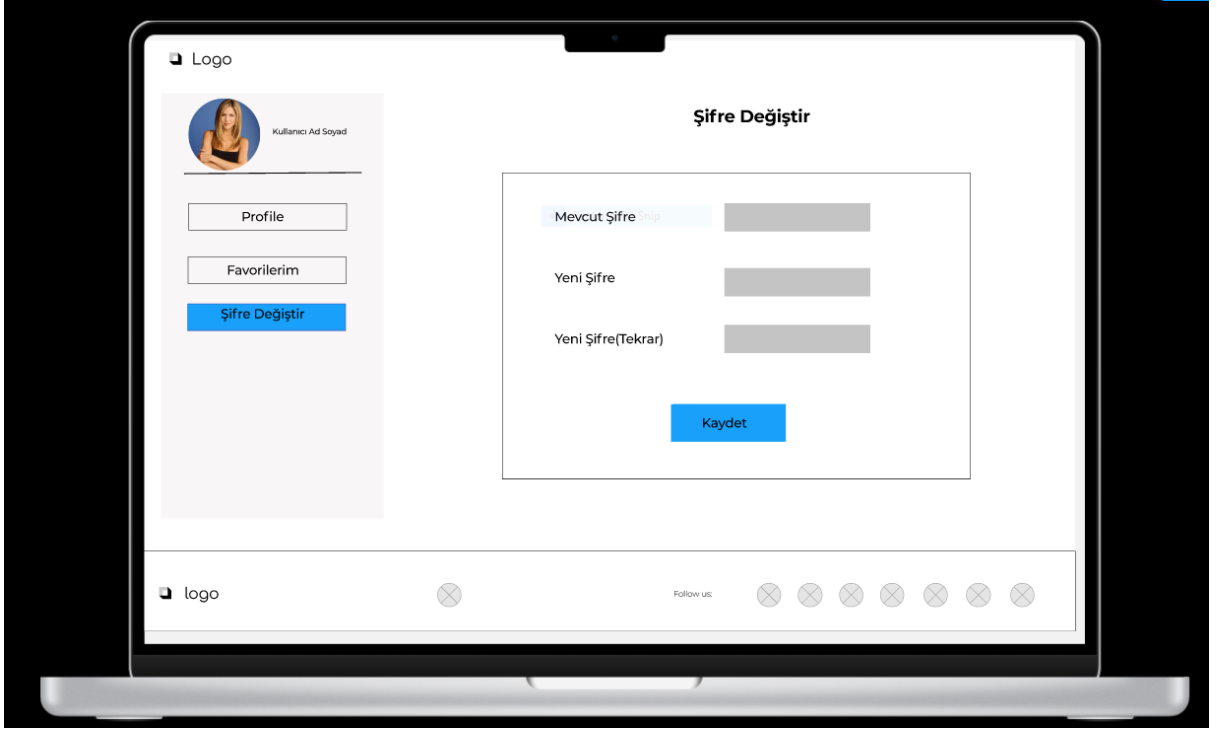 Logo
Kullanıcı Ad Soyad
Profile
Favorilerim
Şifre Değiştir
Şifre Değiştir
Mevcut Şifre
Yeni Şifre
Yeni Şifre(Tekrar)
Kaydet
logo
Follow us: